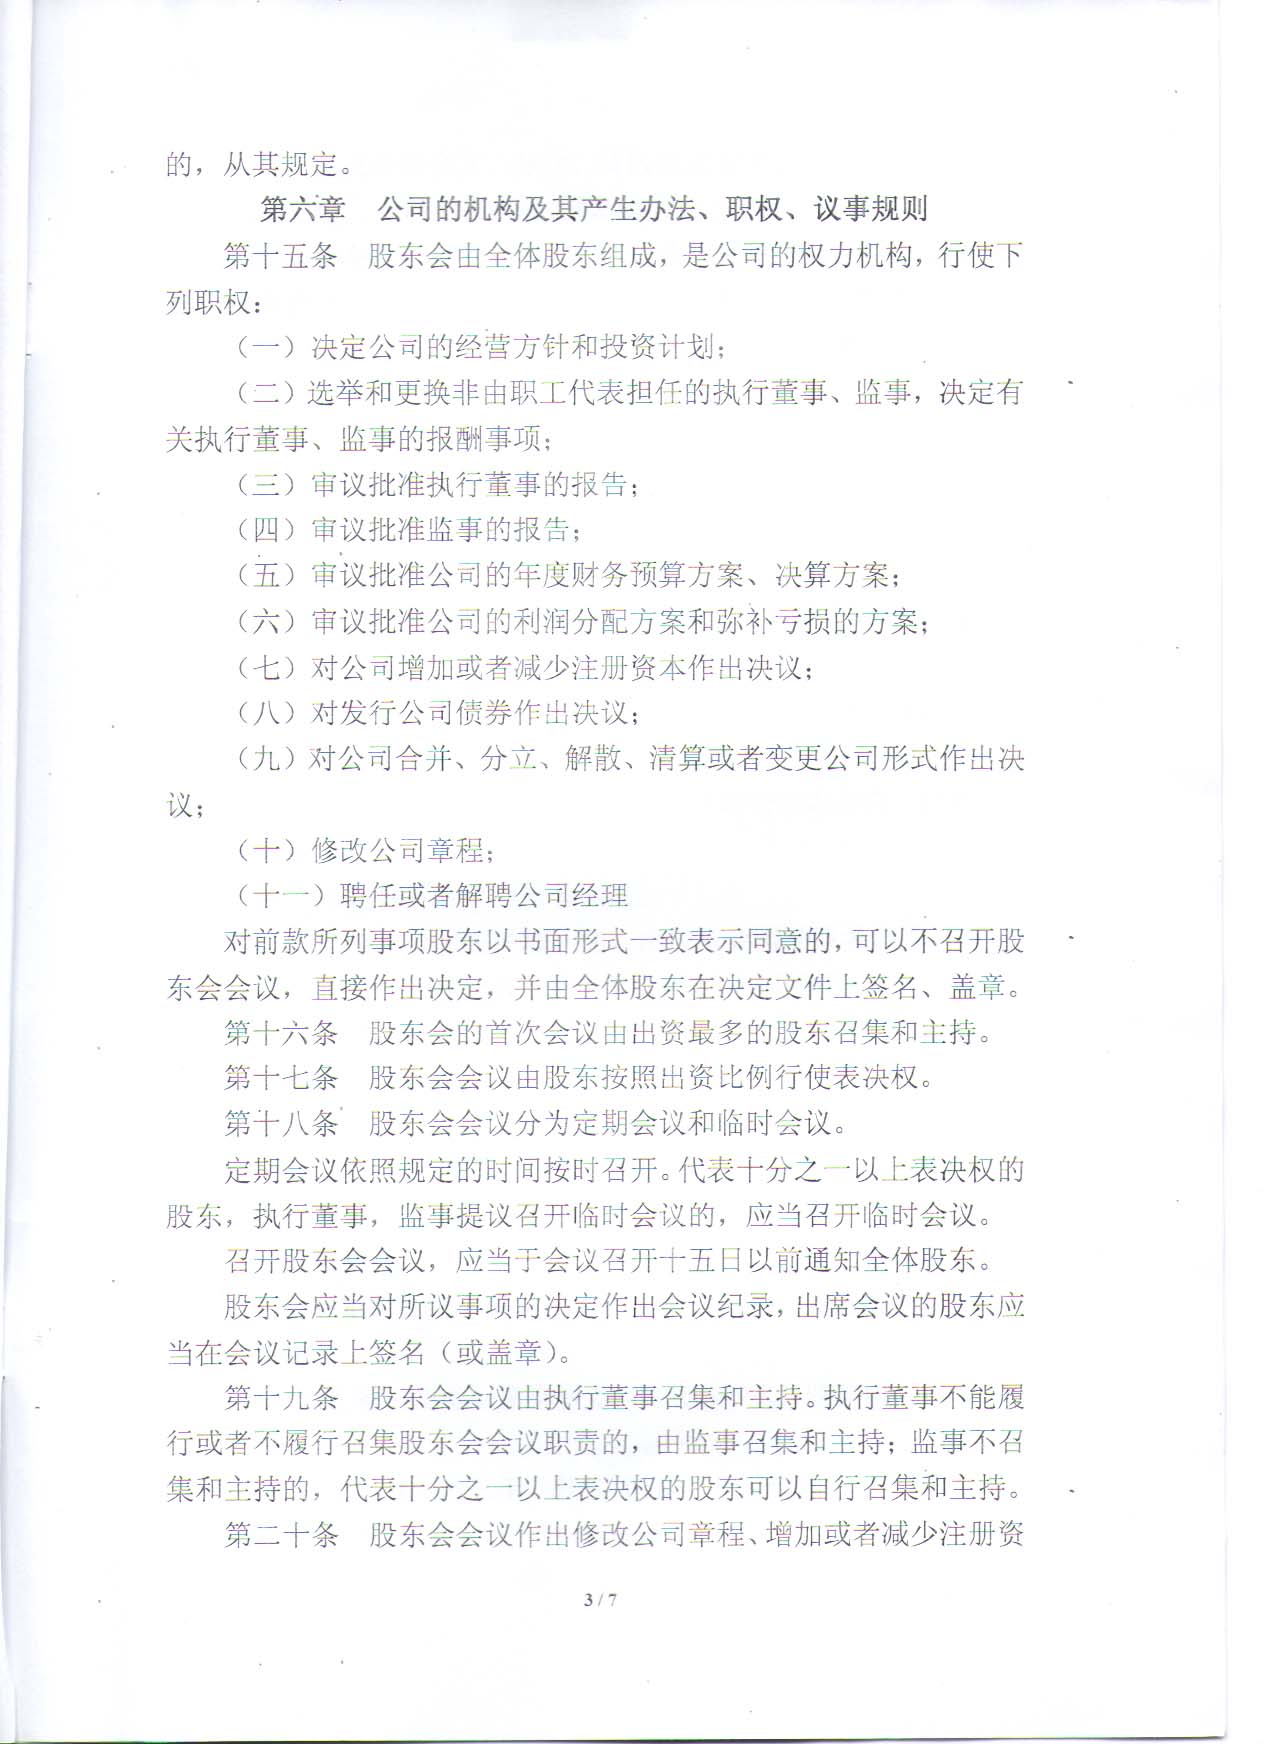 的，从其规定。
第六章　公司的机构及其产生办法、职权、议事规则
第十五条　股东会由全体股东组成，是公司的权力机构，行使下
列职权：
（一）决定公司的经营方针和投资计划；
（二）选举和更换非由职工代表担任的执行董事、监事，决定有
关执行董事、监事的报酬事项；
（三）审议批准执行董事的报告；
（四）审议批准监事的报告；
（五）审议批准公司的年度财务预算方案、决算方案；
（六）审议批准公司的利润分配方案和弥补亏损的方案；
（七）对公司增加或者减少注册资本作出决议；
（八）对发行公司债券作出决议；
（九）对公司合并、分立、解散、清算或者变更公司形式作出决
议；
（十）修改公司章程；
（十一）聘任或者解聘公司经理
对前款所列事项股东以书面形式一致表示同意的，可以不召开股
东会会议，直接作出决定，并由全体股东在决定文件上签名、盖章。
第十六条　股东会的首次会议由出资最多的股东召集和主持。
第十七条　股东会会议由股东按照出资比例行使表决权。
第十八条　股东会会议分为定期会议和临时会议。
定期会议依照规定的时间按时召开。代表十分之一以上表决权的
股东，执行董事，监事提议召开临时会议的，应当召开临时会议。
召开股东会会议，应当于会议召开十五日以前通知全体股东。
股东会应当对所议事项的决定作出会议纪录，出席会议的股东应
当在会议记录上签名（或盖章）。
第十九条　股东会会议由执行董事召集和主持。执行董事不能履
行或者不履行召集股东会会议职责的，由监事召集和主持；监事不召
集和主持的，代表十分之一以上表决权的股东可以自行召集和主持。
第二十条　股东会会议作出修改公司章程、增加或者减少注册资
3 / 7